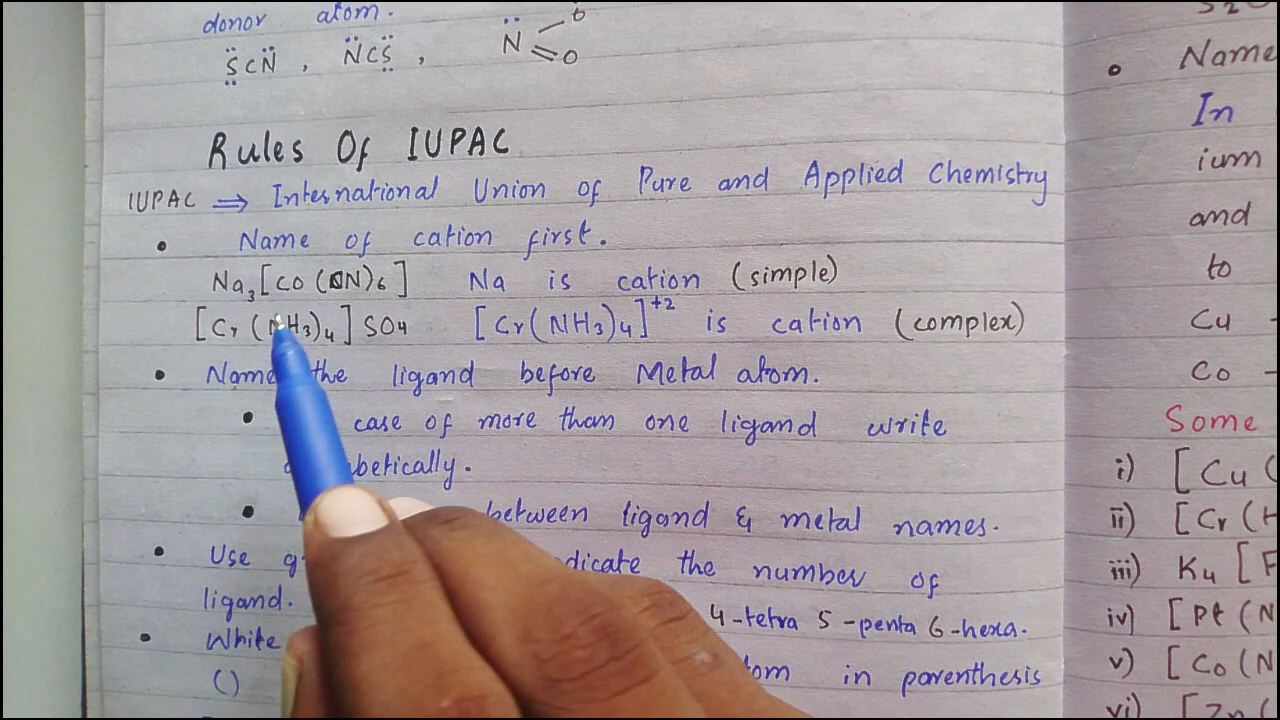 donor atom.
S̈cN̈ , N̈cS̈ , N̈ O
Rules Of IUPAC
IUPAC ⇒ International Union of Pure and Applied Chemistry
• Name of cation first.
Na₃[CO(CN)₆] Na is cation (simple)
[Cr(NH₃)₄]SO₄ [Cr(NH₃)₄]⁺² is cation (complex)
• Name the ligand before Metal atom.
• case of more than one ligand write
betically.
• between ligand & metal names.
• Use dicate the number of
ligand. 4-tetra 5-penta 6-hexa.
• White in parenthesis
()
• Name
In
ium
and
to
Cu -
Co -
Some
i) [Cu (
ii) [Cr (H
iii) K₄ [F
iv) [Pt (N
v) [Co (N
vi) [Zn (